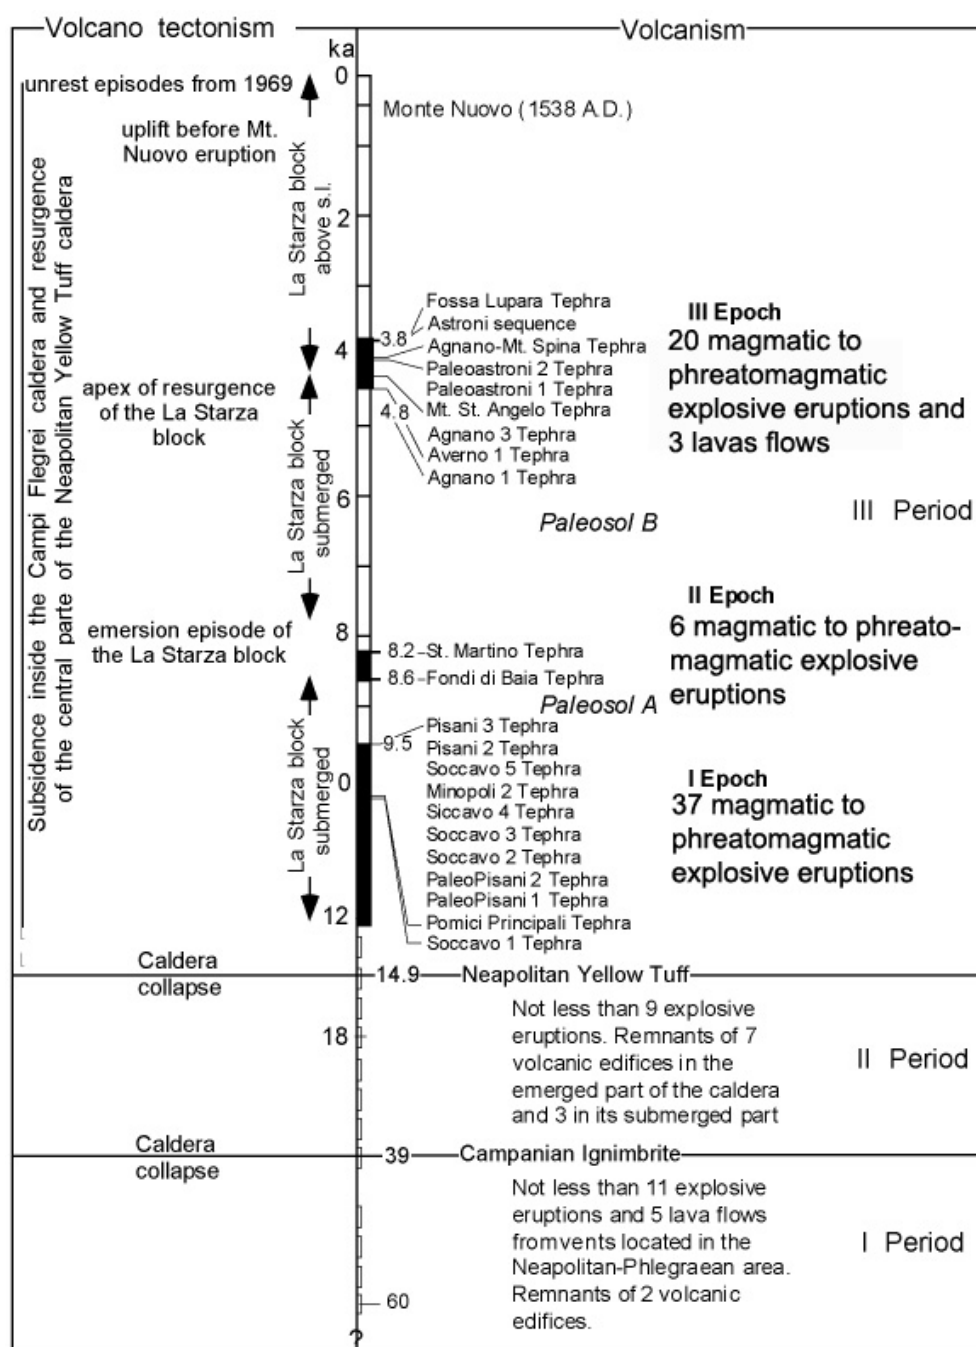 Volcano tectonism
Volcanism
ka
0
unrest episodes from 1969
Monte Nuovo (1538 A.D.)
uplift before Mt.
Nuovo eruption
La Starza block
above s.l.
2
Subsidence inside the Campi Flegrei caldera and resurgence
of the central parte of the Neapolitan Yellow Tuff caldera
Fossa Lupara Tephra
3.8
Astroni sequence
4
Agnano-Mt. Spina Tephra
Paleoastroni 2 Tephra
Paleoastroni 1 Tephra
4.8
Mt. St. Angelo Tephra
Agnano 3 Tephra
Averno 1 Tephra
Agnano 1 Tephra
III Epoch
20 magmatic to
phreatomagmatic
explosive eruptions and
3 lavas flows
apex of resurgence
of the La Starza
block
La Starza block
submerged
6
Paleosol B
III Period
emersion episode of
the La Starza block
8
8.2 St. Martino Tephra
8.6 Fondi di Baia Tephra
II Epoch
6 magmatic to phreato-
magmatic explosive
eruptions
Paleosol A
La Starza block
submerged
Pisani 3 Tephra
9.5
Pisani 2 Tephra
Soccavo 5 Tephra
0
Minopoli 2 Tephra
Siccavo 4 Tephra
Soccavo 3 Tephra
Soccavo 2 Tephra
PaleoPisani 2 Tephra
PaleoPisani 1 Tephra
12
Pomici Principali Tephra
Soccavo 1 Tephra
I Epoch
37 magmatic to
phreatomagmatic
explosive eruptions
Caldera
collapse
14.9
Neapolitan Yellow Tuff
18
Not less than 9 explosive
eruptions. Remnants of 7
volcanic edifices in the
emerged part of the caldera
and 3 in its submerged part
II Period
Caldera
collapse
39
Campanian Ignimbrite
Not less than 11 explosive
eruptions and 5 lava flows
fromvents located in the
Neapolitan-Phlegraean area.
Remnants of 2 volcanic
edifices.
I Period
60
?